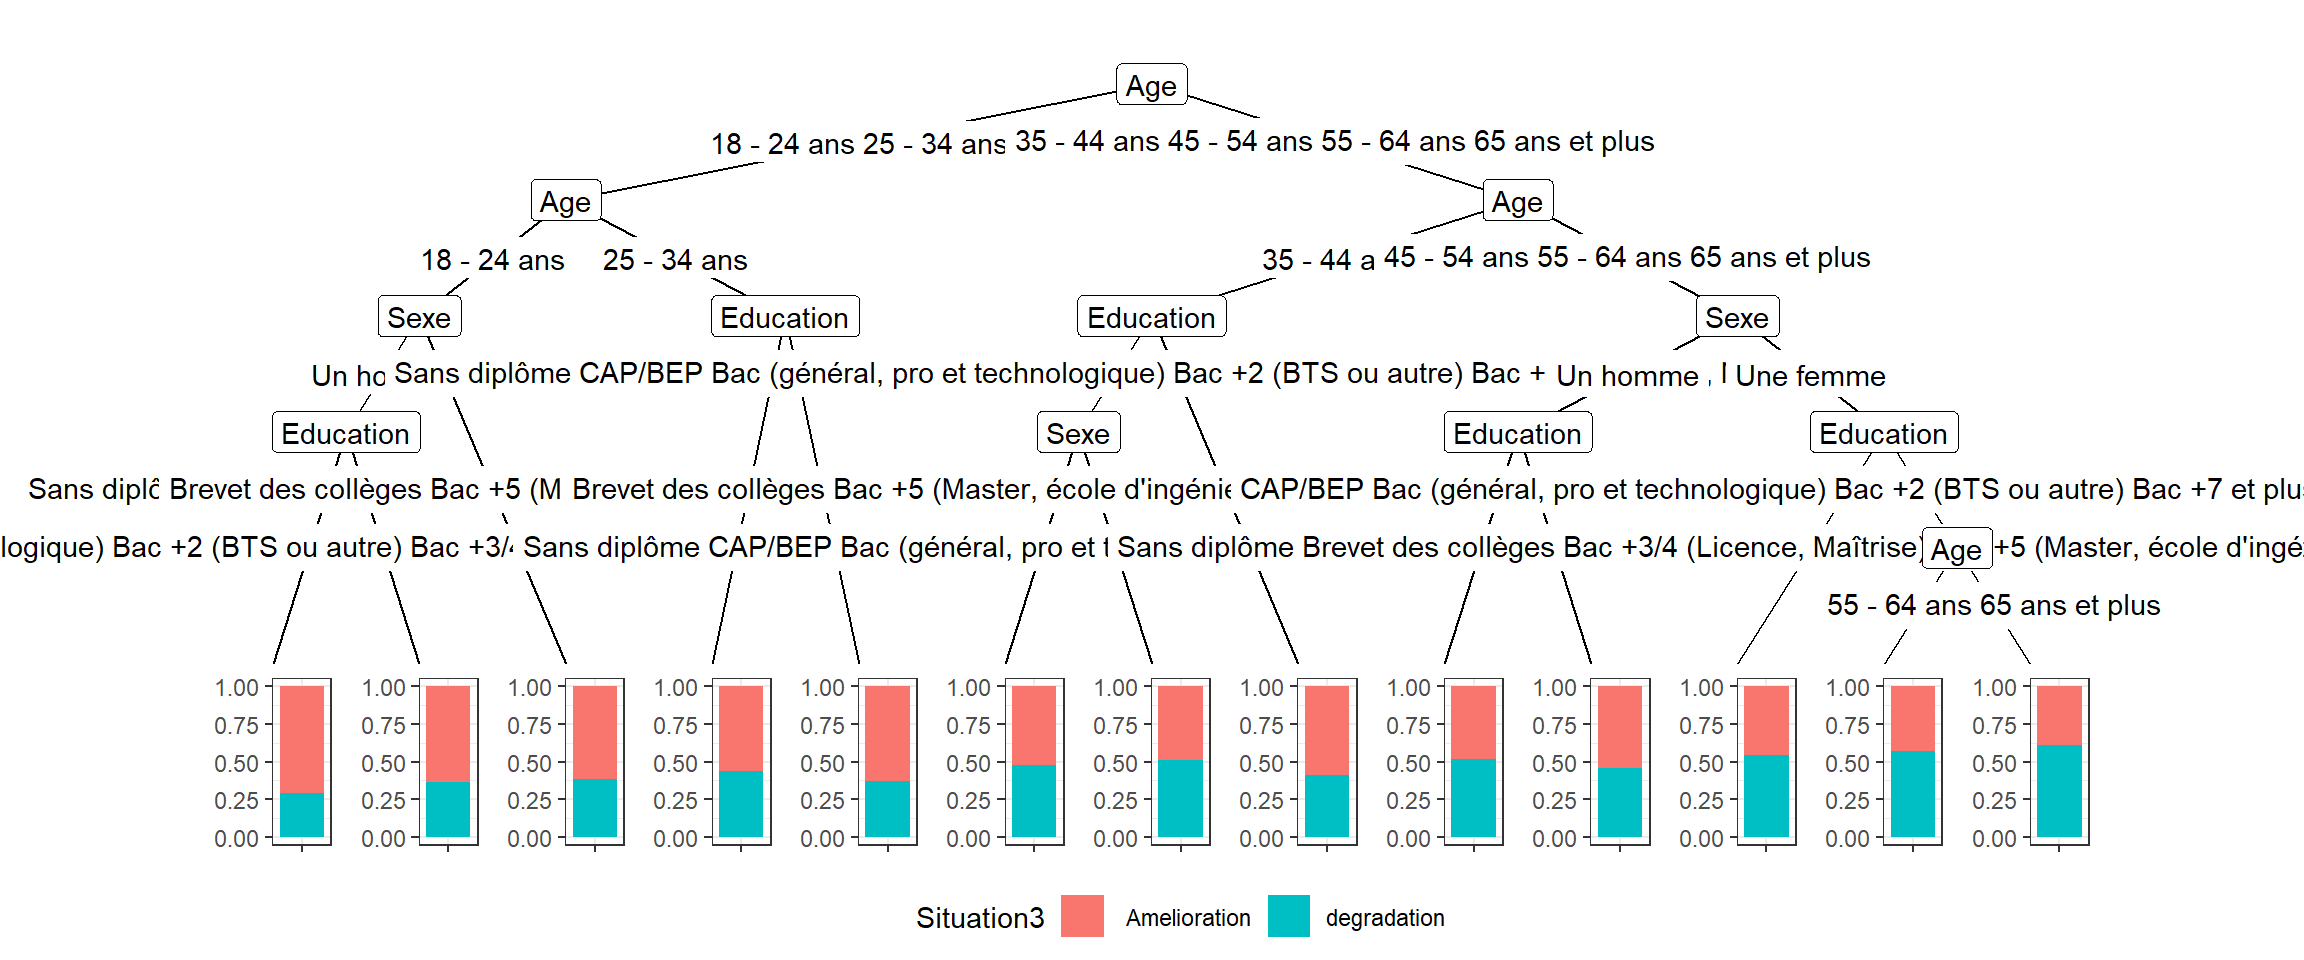 Age
18 - 24 ans 25 - 34 ans 35 - 44 ans 45 - 54 ans 55 - 64 ans 65 ans et plus
Age Age
18 - 24 ans 25 - 34 ans 35 - 44 a 45 - 54 ans 55 - 64 ans 65 ans et plus
Sexe Education Education Sexe
Un ho Sans diplôme CAP/BEP Bac (général, pro et technologique) Bac +2 (BTS ou autre) Bac + Un homme , Une femme
Education Sexe Education Education
Sans diplô Brevet des collèges Bac +5 (M Brevet des collèges Bac +5 (Master, école d'ingénie CAP/BEP Bac (général, pro et technologique) Bac +2 (BTS ou autre) Bac +7 et plus
logique) Bac +2 (BTS ou autre) Bac +3/4 Sans diplôme CAP/BEP Bac (général, pro et t Sans diplôme Brevet des collèges Bac +3/4 (Licence, Maîtrise) Age +5 (Master, école d'ingé
55 - 64 ans 65 ans et plus
1.00 1.00 1.00 1.00 1.00 1.00 1.00 1.00 1.00 1.00 1.00 1.00 1.00
0.75 0.75 0.75 0.75 0.75 0.75 0.75 0.75 0.75 0.75 0.75 0.75 0.75
0.50 0.50 0.50 0.50 0.50 0.50 0.50 0.50 0.50 0.50 0.50 0.50 0.50
0.25 0.25 0.25 0.25 0.25 0.25 0.25 0.25 0.25 0.25 0.25 0.25 0.25
0.00 0.00 0.00 0.00 0.00 0.00 0.00 0.00 0.00 0.00 0.00 0.00 0.00
Situation3 Amelioration degradation